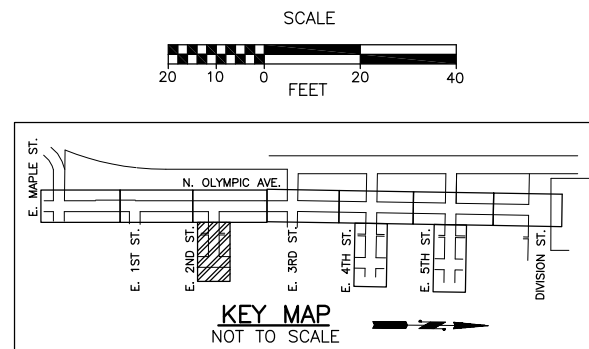 SCALE
20 10 0 20 40
FEET
E. MAPLE ST.
N. OLYMPIC AVE.
E. 1ST ST.
E. 2ND ST.
E. 3RD ST.
E. 4TH ST.
E. 5TH ST.
DIVISION ST.
KEY MAP
NOT TO SCALE